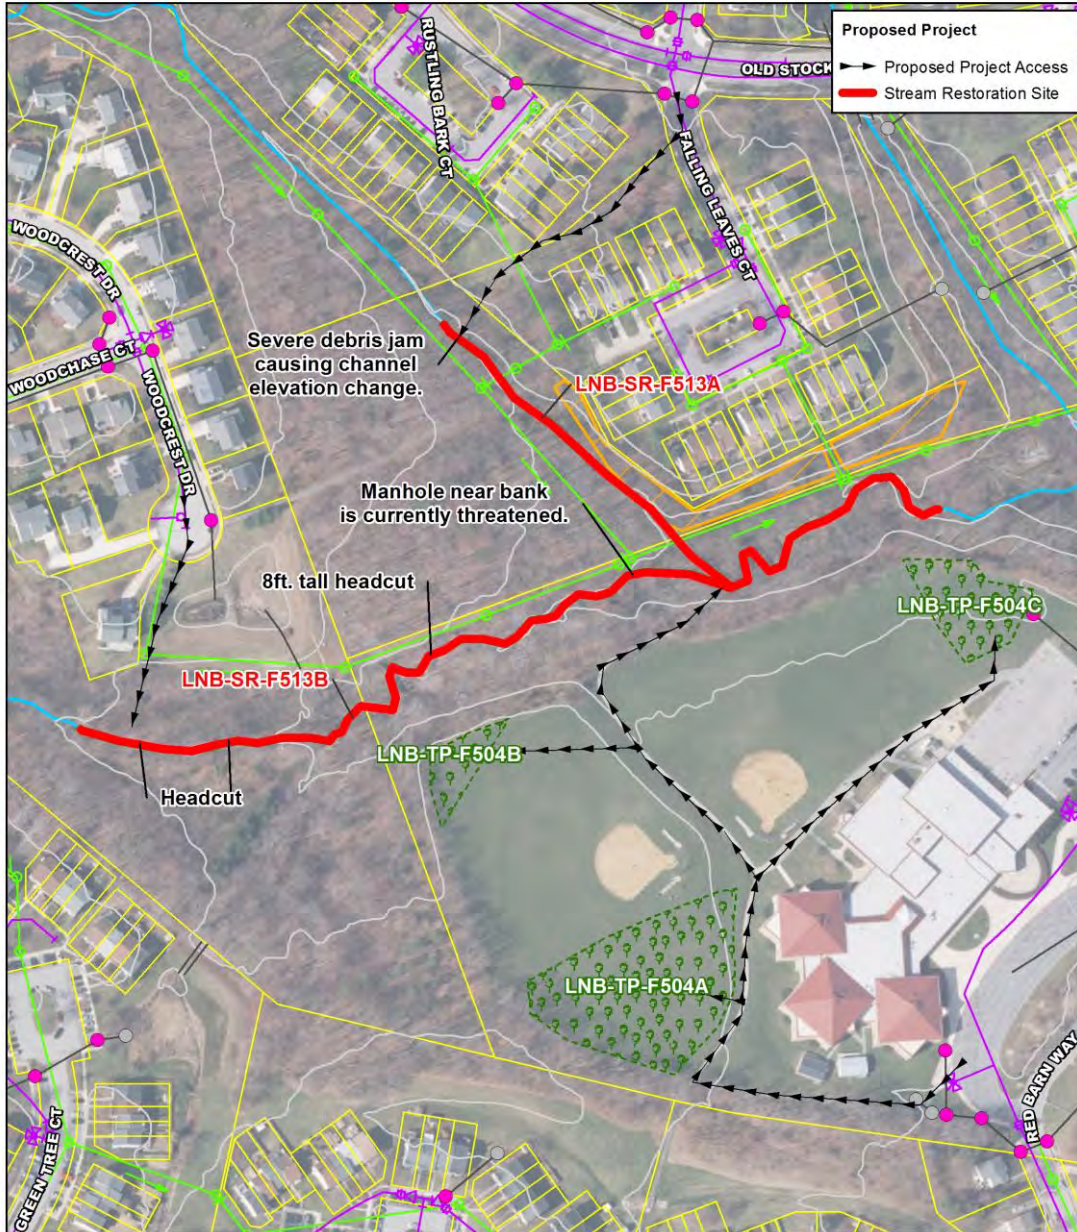 Proposed Project
Proposed Project Access
Stream Restoration Site
OLD STOCK
RUSTLING BARK CT
FALLING LEAVES CT
WOODCREST DR
WOODCHASE CT
WOODCREST DR
Severe debris jam
causing channel
elevation change.
LNB-SR-F513A
Manhole near bank
is currently threatened.
8ft. tall headcut
LNB-TP-F504C
LNB-SR-F513B
LNB-TP-F504B
Headcut
LNB-TP-F504A
RED BARN WAY
GREEN TREE CT